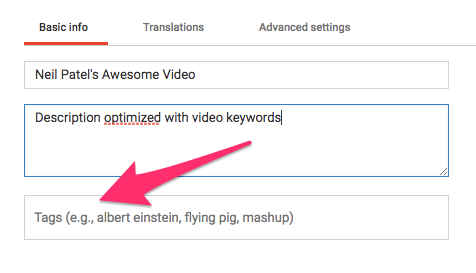 Basic info Translations Advanced settings
Neil Patel's Awesome Video
Description optimized with video keywords
Tags (e.g., albert einstein, flying pig, mashup)